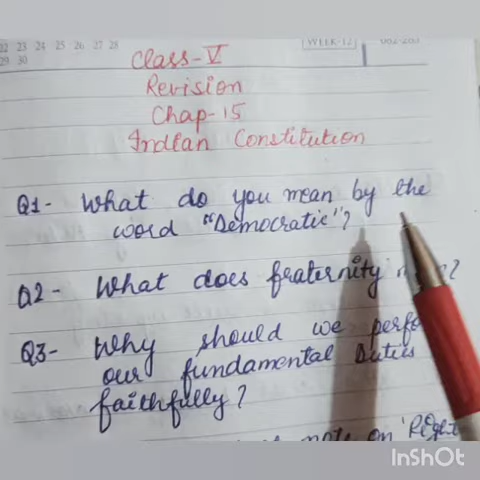 22 23 24 25 26 27 28
29 30
WEEK-12
Class-V
Revision
Chap-15
Indian Constitution
Q1- What do you mean by the
word "Democratic"?
Q2- What does fraternity ?
Q3- Why should we
our fundamental Duties
faithfully?
note on
InShOt